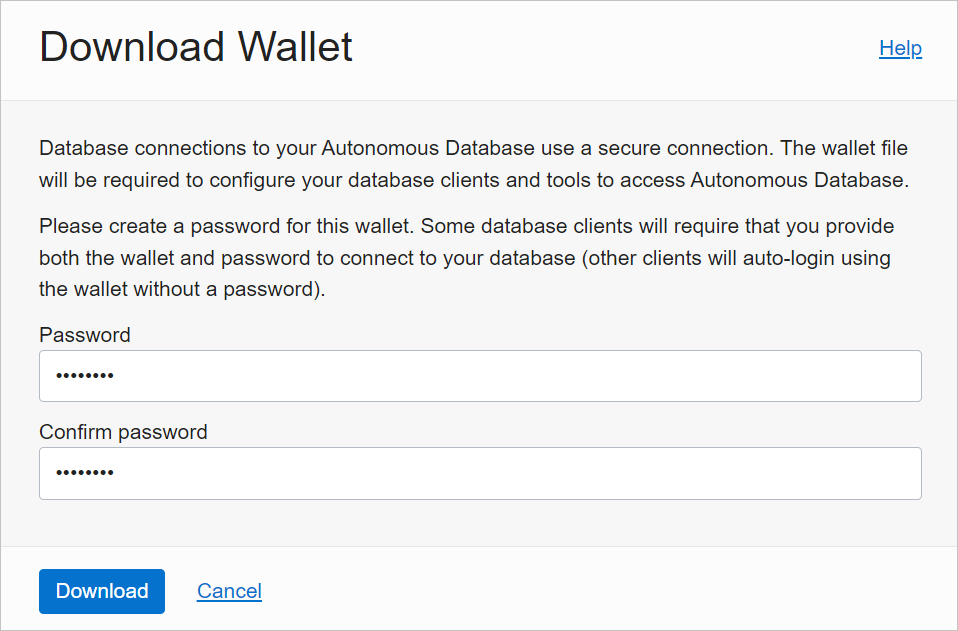 Download Wallet
Help
Database connections to your Autonomous Database use a secure connection. The wallet file
will be required to configure your database clients and tools to access Autonomous Database.
Please create a password for this wallet. Some database clients will require that you provide
both the wallet and password to connect to your database (other clients will auto-login using
the wallet without a password).
Password
••••••••
Confirm password
••••••••
Download
Cancel